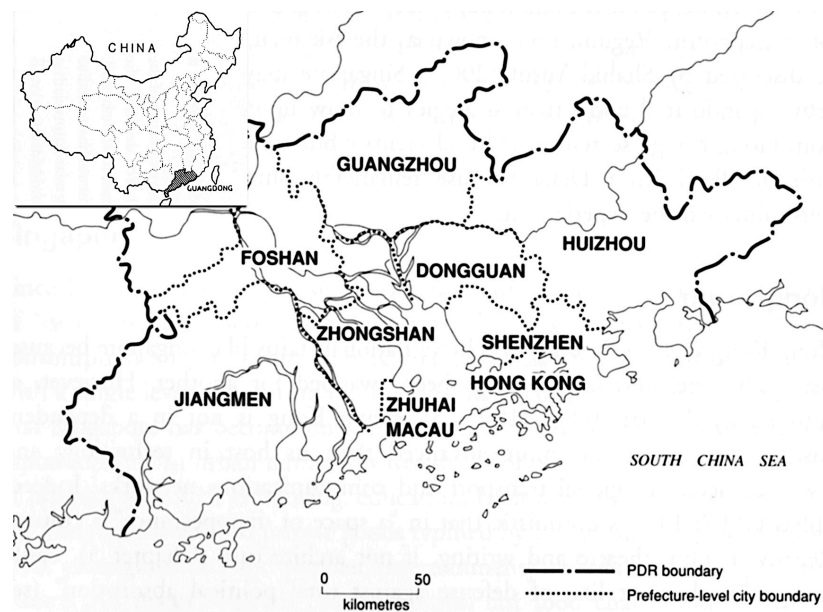 CHINA
GUANGDONG
GUANGZHOU
HUIZHOU
FOSHAN
DONGGUAN
ZHONGSHAN
SHENZHEN
HONG KONG
JIANGMEN
ZHUHAI
MACAU
SOUTH CHINA SEA
0 50
kilometres
PDR boundary
Prefecture-level city boundary